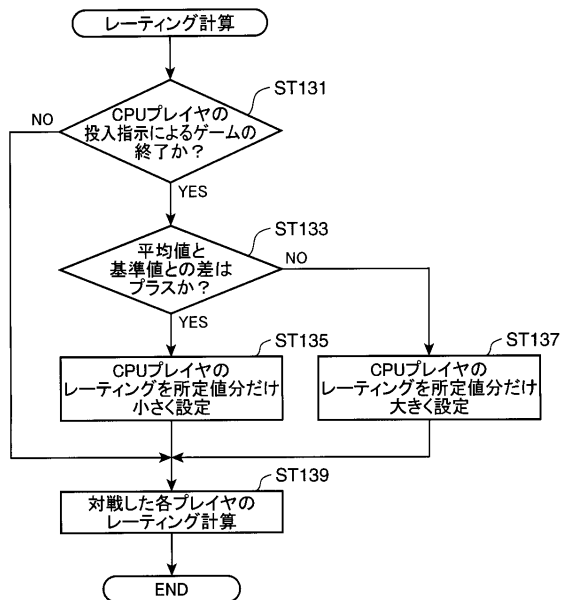 レーティング計算
ST131
CPUプレイヤの
投入指示によるゲームの
終了か?
NO
YES
ST133
平均値と
基準値との差は
プラスか?
NO
YES
ST135
CPUプレイヤの
レーティングを所定値分だけ
小さく設定
ST137
CPUプレイヤの
レーティングを所定値分だけ
大きく設定
ST139
対戦した各プレイヤの
レーティング計算
END